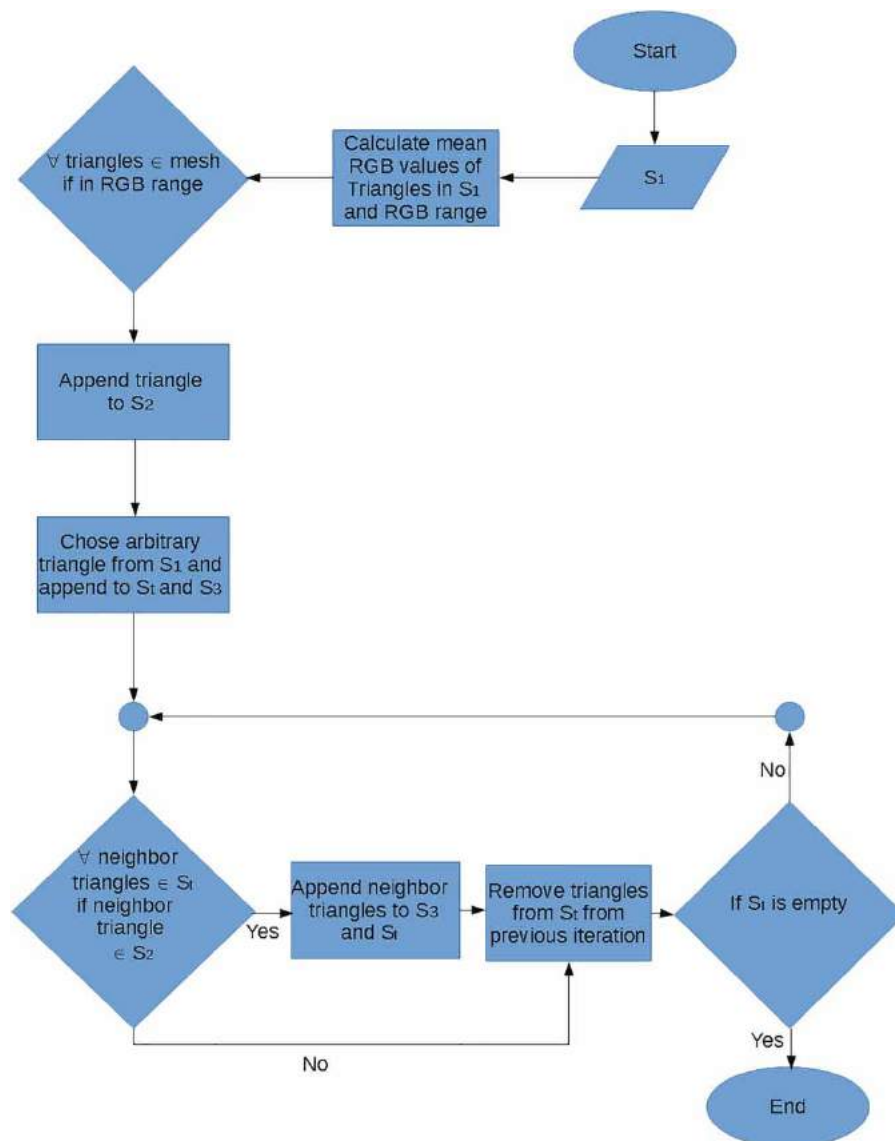 Start
S₁
Calculate mean
RGB values of
Triangles in S₁
and RGB range
∀ triangles ∈ mesh
if in RGB range
Append triangle
to S₂
Chose arbitrary
triangle from S₁ and
append to Sₜ and S₃
∀ neighbor
triangles ∈ Sₜ
if neighbor
triangle
∈ S₂
Yes
No
Append neighbor
triangles to S₃
and Sₜ
Remove triangles
from Sₜ from
previous iteration
If Sₜ is empty
No
Yes
End